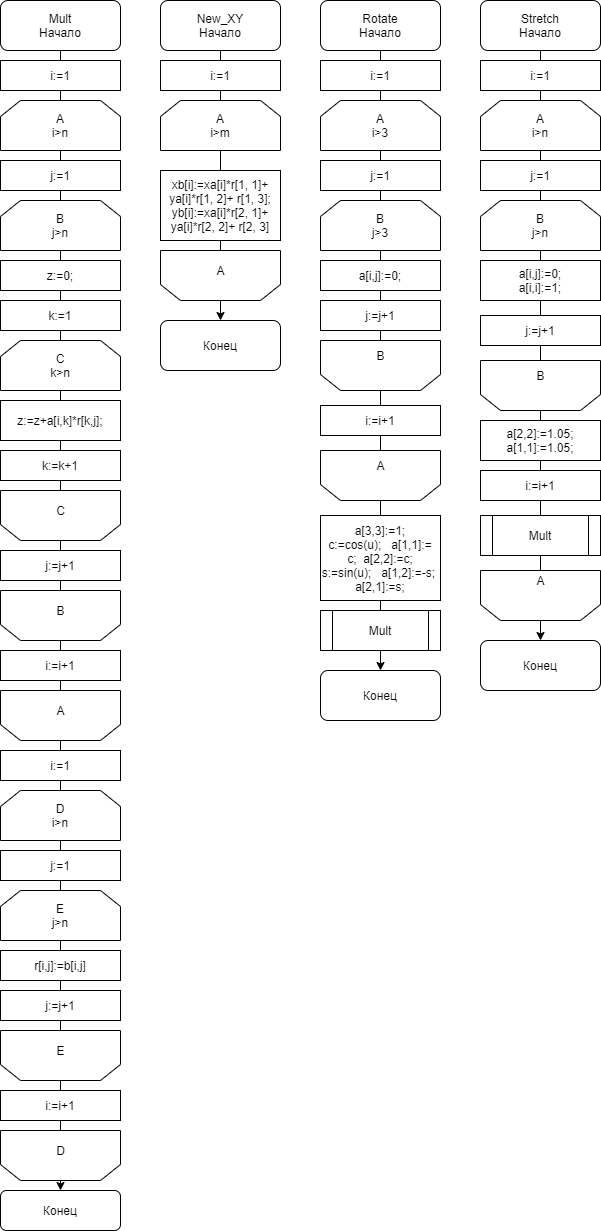 Mult
Начало
i:=1
A
i>n
j:=1
B
j>n
z:=0;
k:=1
C
k>n
z:=z+a[i,k]*r[k,j];
k:=k+1
C
j:=j+1
B
i:=i+1
A
i:=1
D
i>n
j:=1
E
j>n
r[i,j]:=b[i,j]
j:=j+1
E
i:=i+1
D
Конец
New_XY
Начало
i:=1
A
i>m
xb[i]:=xa[i]*r[1, 1]+
ya[i]*r[1, 2]+ r[1, 3];
yb[i]:=xa[i]*r[2, 1]+
ya[i]*r[2, 2]+ r[2, 3]
A
Конец
Rotate
Начало
i:=1
A
i>3
j:=1
B
j>3
a[i,j]:=0;
j:=j+1
B
i:=i+1
A
a[3,3]:=1;
c:=cos(u); a[1,1]:=
c; a[2,2]:=c;
s:=sin(u); a[1,2]:=-s;
a[2,1]:=s;
Mult
Конец
Stretch
Начало
i:=1
A
i>n
j:=1
B
j>n
a[i,j]:=0;
a[i,i]:=1;
j:=j+1
B
a[2,2]:=1.05;
a[1,1]:=1.05;
i:=i+1
Mult
A
Конец